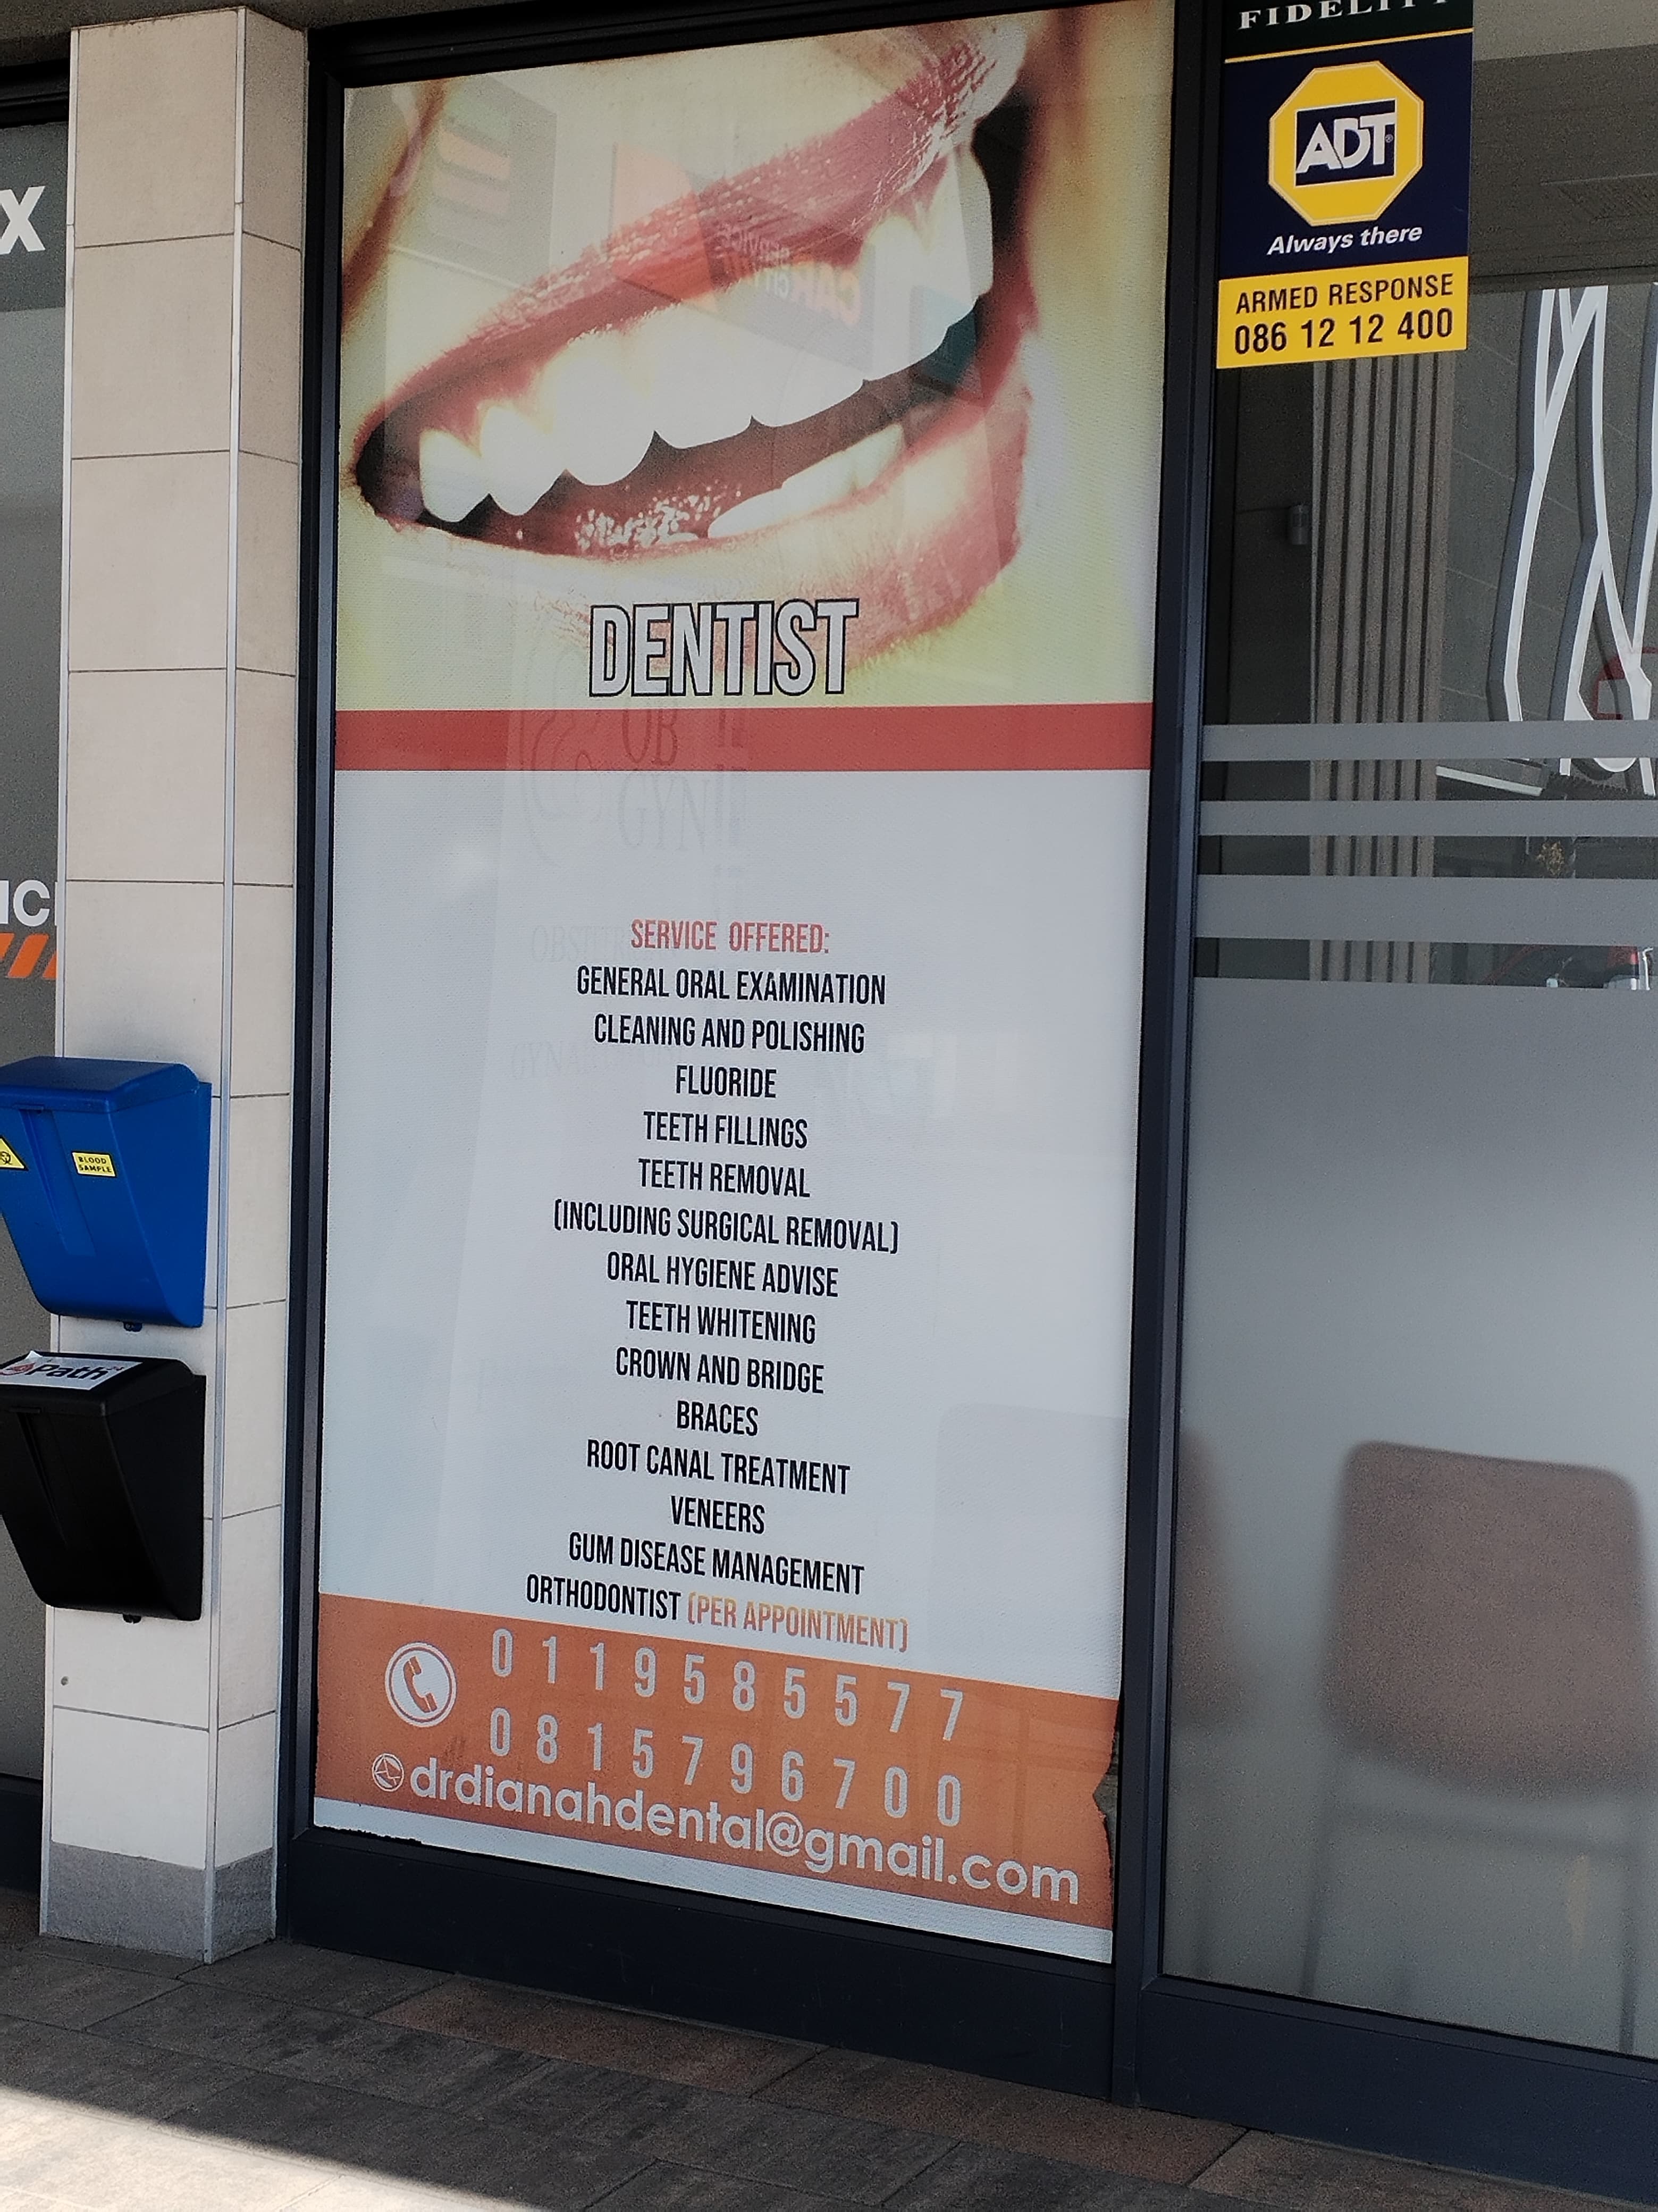 X
FIDELITY
ADT
Always there
ARMED RESPONSE
086 12 12 400
DENTIST
SERVICE OFFERED:
GENERAL ORAL EXAMINATION
CLEANING AND POLISHING
FLUORIDE
TEETH FILLINGS
TEETH REMOVAL
(INCLUDING SURGICAL REMOVAL)
ORAL HYGIENE ADVISE
TEETH WHITENING
CROWN AND BRIDGE
BRACES
ROOT CANAL TREATMENT
VENEERS
GUM DISEASE MANAGEMENT
ORTHODONTIST (PER APPOINTMENT)
0119585577
0815796700
drdianahdental@gmail.com
BLOOD
SAMPLE
Path